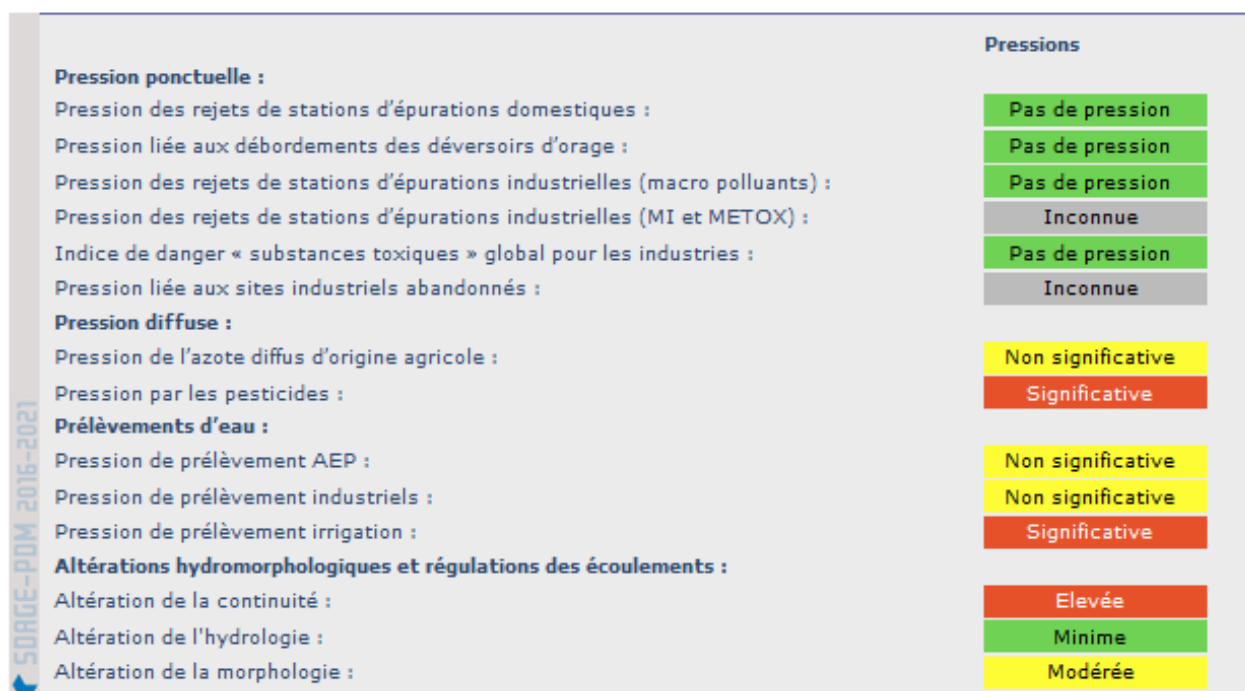 Pressions
Pression ponctuelle :
Pression des rejets de stations d'épurations domestiques : Pas de pression
Pression liée aux débordements des déversoirs d'orage : Pas de pression
Pression des rejets de stations d'épurations industrielles (macro polluants) : Pas de pression
Pression des rejets de stations d'épurations industrielles (MI et METOX) : Inconnue
Indice de danger « substances toxiques » global pour les industries : Pas de pression
Pression liée aux sites industriels abandonnés : Inconnue
Pression diffuse :
Pression de l'azote diffus d'origine agricole : Non significative
Pression par les pesticides : Significative
Prélèvements d'eau :
Pression de prélèvement AEP : Non significative
Pression de prélèvement industriels : Non significative
Pression de prélèvement irrigation : Significative
Altérations hydromorphologiques et régulations des écoulements :
Altération de la continuité : Elevée
Altération de l'hydrologie : Minime
Altération de la morphologie : Modérée
SDAGE-PDM 2016-2021